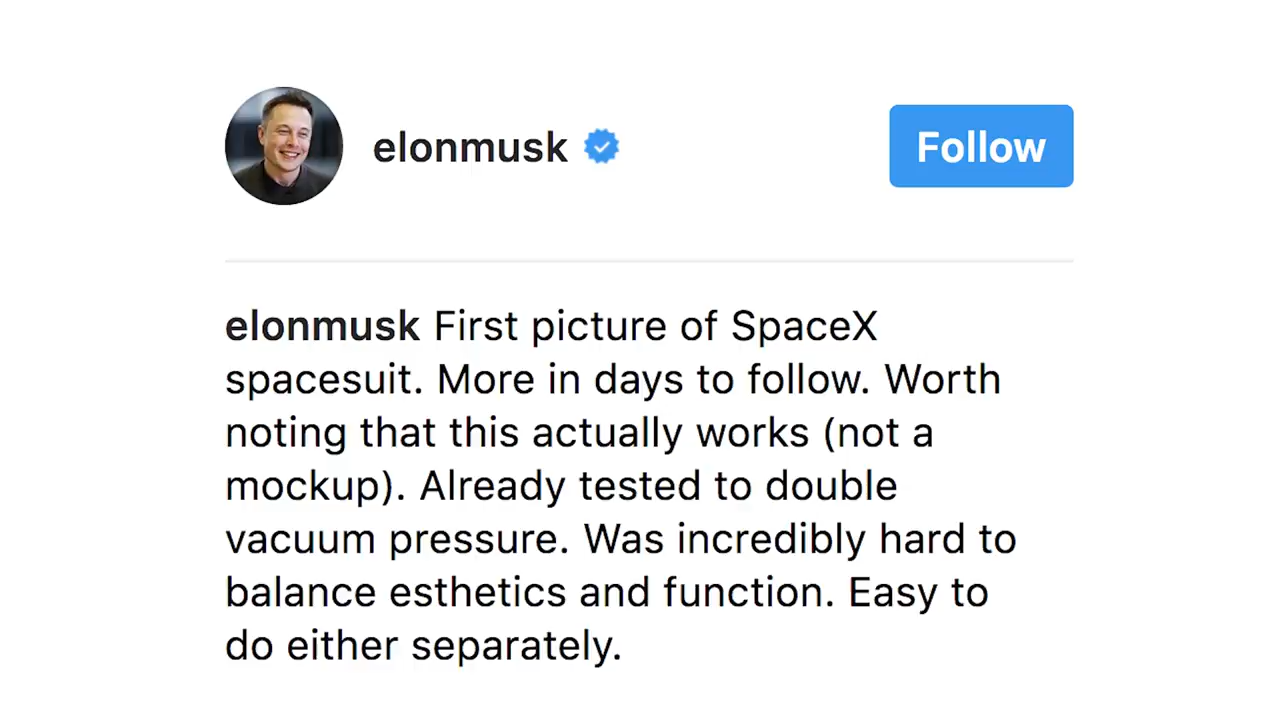 elonmusk
Follow
elonmusk First picture of SpaceX
spacesuit. More in days to follow. Worth
noting that this actually works (not a
mockup). Already tested to double
vacuum pressure. Was incredibly hard to
balance esthetics and function. Easy to
do either separately.